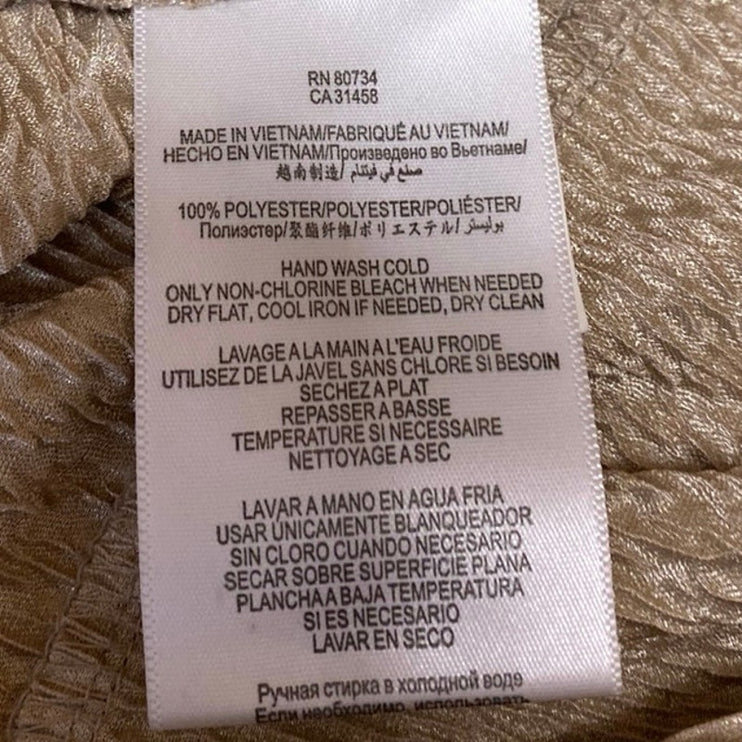 RN 80734
CA 31458
MADE IN VIETNAM/FABRIQUÉ AU VIETNAM/
HECHO EN VIETNAM/Произведено во Вьетнаме/
越南制造/ صنع في فيتنام
100% POLYESTER/POLYESTER/POLIÉSTER/
Полиэстер/聚酯纤维/ポリエステル/ بوليستر
HAND WASH COLD
ONLY NON-CHLORINE BLEACH WHEN NEEDED
DRY FLAT, COOL IRON IF NEEDED, DRY CLEAN
LAVAGE A LA MAIN A L'EAU FROIDE
UTILISEZ DE LA JAVEL SANS CHLORE SI BESOIN
SECHEZ A PLAT
REPASSER A BASSE
TEMPERATURE SI NECESSAIRE
NETTOYAGE A SEC
LAVAR A MANO EN AGUA FRIA
USAR ÚNICAMENTE BLANQUEADOR
SIN CLORO CUANDO NECESARIO
SECAR SOBRE SUPERFICIE PLANA
PLANCHA A BAJA TEMPERATURA
SI ES NECESARIO
LAVAR EN SECO
Ручная стирка в холодной воде
Если необходимо, использовать